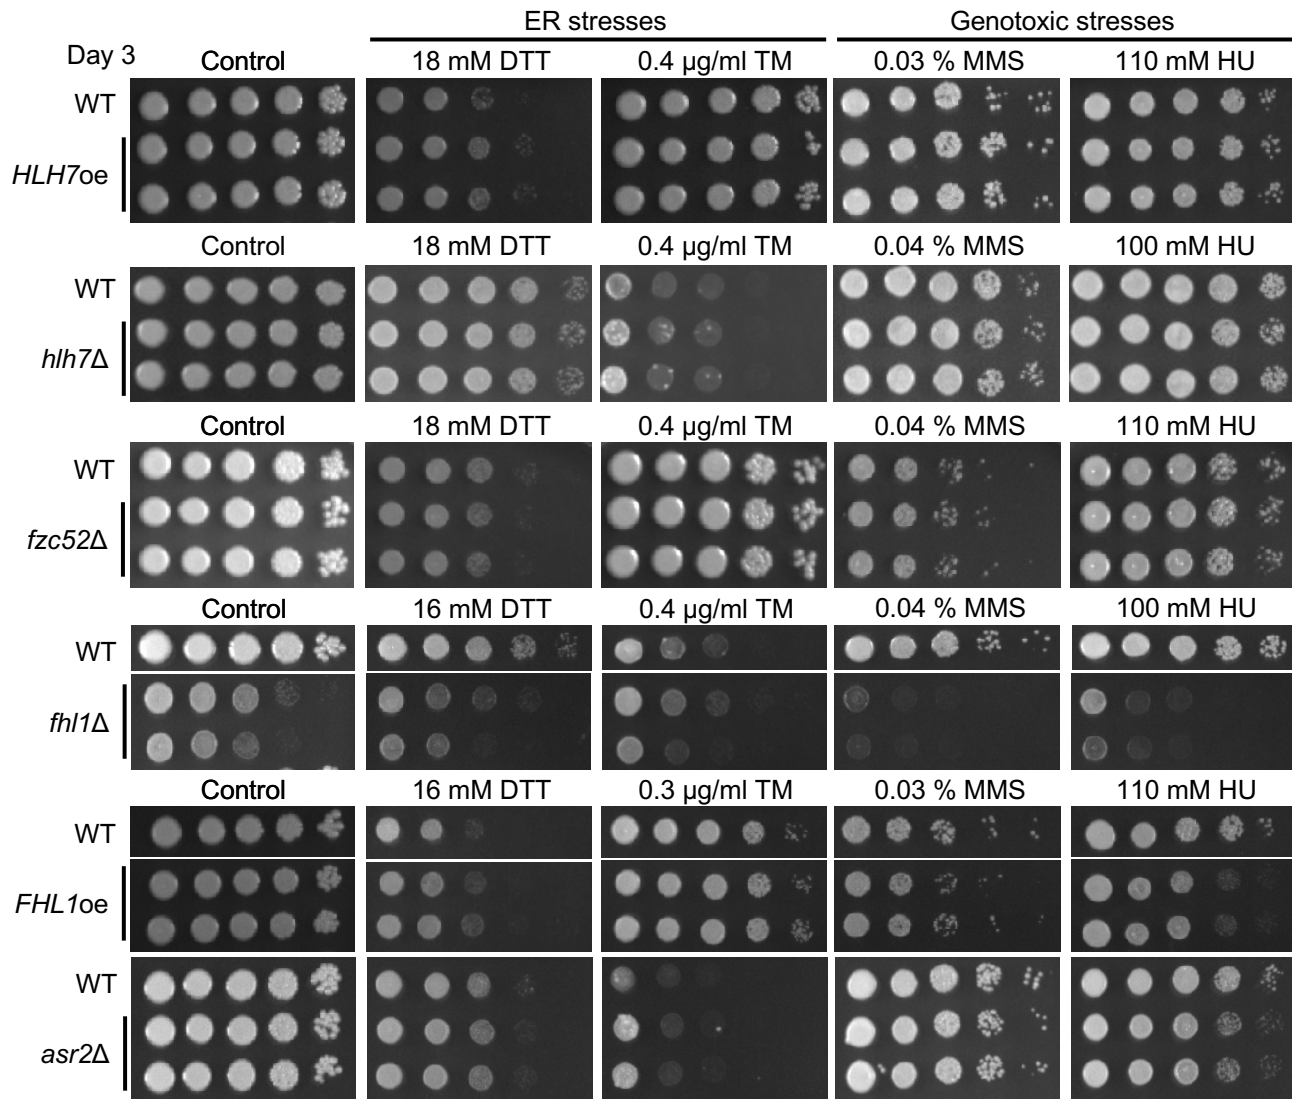 ER stresses Genotoxic stresses
Day 3 Control 18 mM DTT 0.4 µg/ml TM 0.03 % MMS 110 mM HU
WT
HLH7oe
Control 18 mM DTT 0.4 µg/ml TM 0.04 % MMS 100 mM HU
WT
hlh7Δ
Control 18 mM DTT 0.4 µg/ml TM 0.04 % MMS 110 mM HU
WT
fzc52Δ
Control 16 mM DTT 0.4 µg/ml TM 0.04 % MMS 100 mM HU
WT
fhl1Δ
Control 16 mM DTT 0.3 µg/ml TM 0.03 % MMS 110 mM HU
WT
FHL1oe
WT
asr2Δ